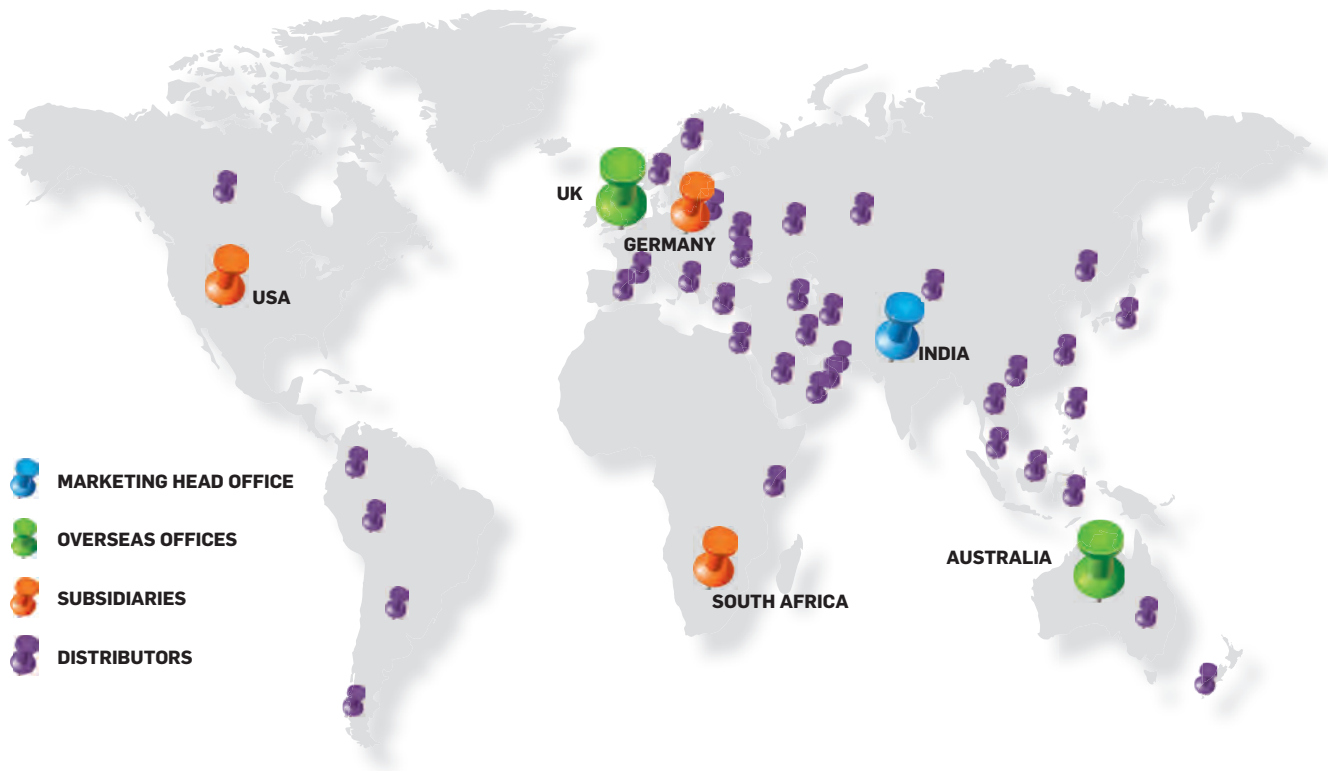 UK
GERMANY
USA
INDIA
MARKETING HEAD OFFICE
OVERSEAS OFFICES
AUSTRALIA
SUBSIDIARIES
SOUTH AFRICA
DISTRIBUTORS